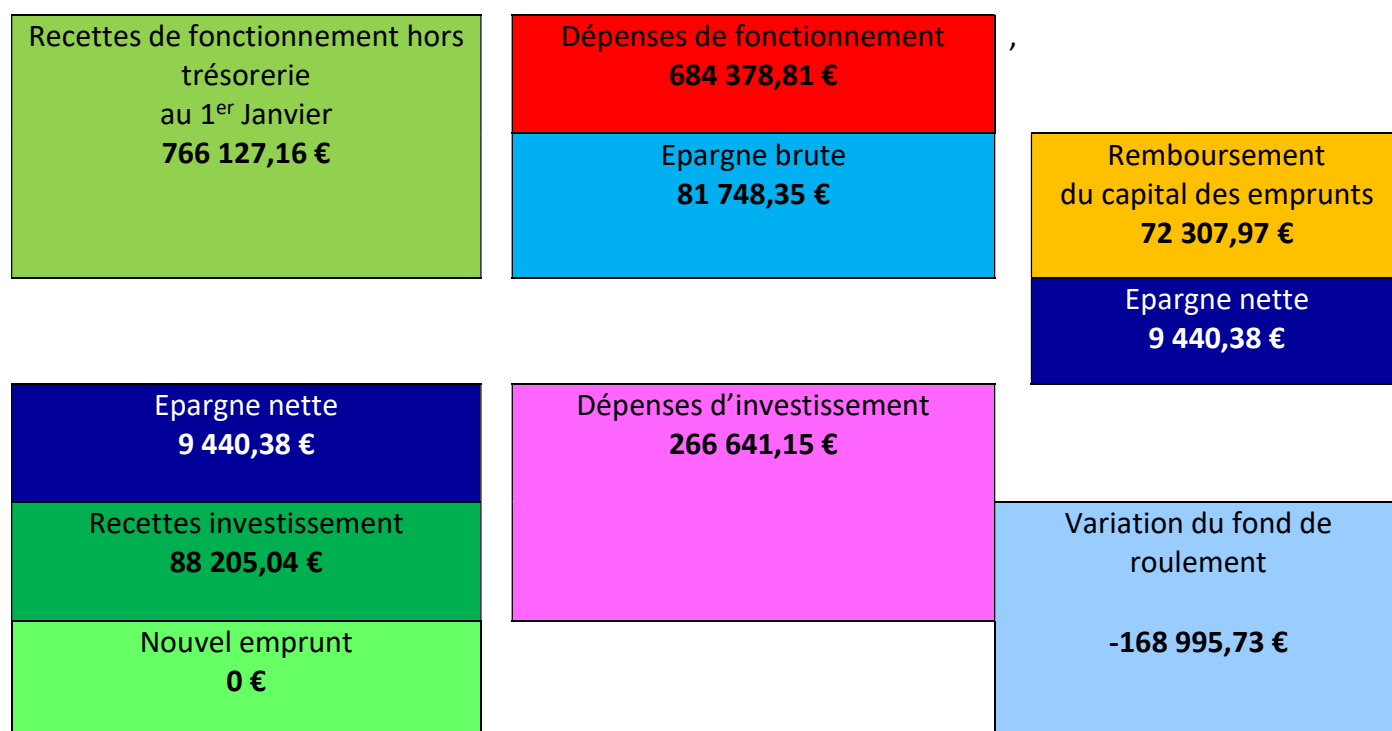 Recettes de fonctionnement hors
trésorerie
au 1er Janvier
766 127,16 €
Dépenses de fonctionnement
684 378,81 €
,
Epargne brute
81 748,35 €
Remboursement
du capital des emprunts
72 307,97 €
Epargne nette
9 440,38 €
Epargne nette
9 440,38 €
Dépenses d’investissement
266 641,15 €
Recettes investissement
88 205,04 €
Variation du fond de
roulement
-168 995,73 €
Nouvel emprunt
0 €